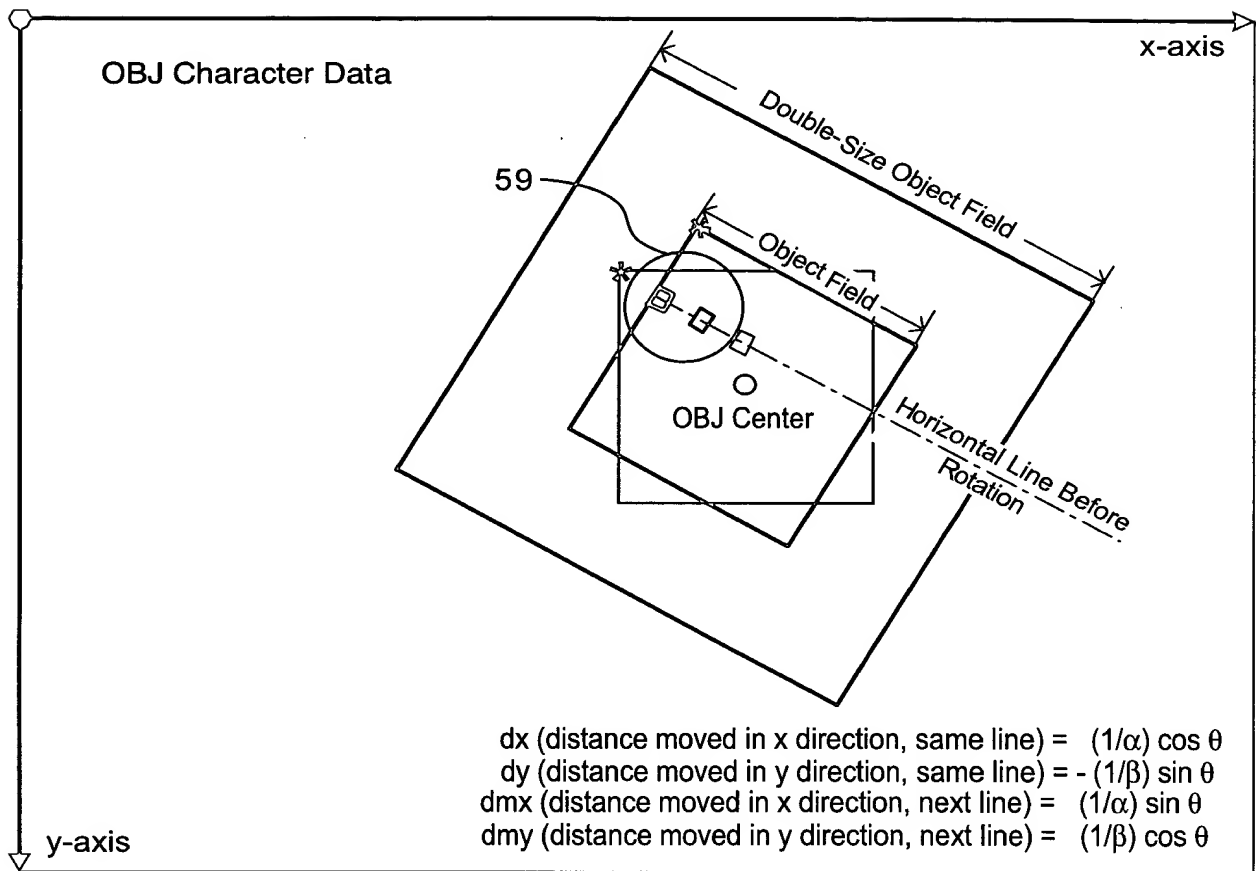 x-axis
OBJ Character Data
Double-Size Object Field
59
Object Field
OBJ Center
Horizontal Line Before
Rotation
dx (distance moved in x direction, same line) = (1/α) cos θ
dy (distance moved in y direction, same line) = - (1/β) sin θ
dmx (distance moved in x direction, next line) = (1/α) sin θ
dmy (distance moved in y direction, next line) = (1/β) cos θ
y-axis